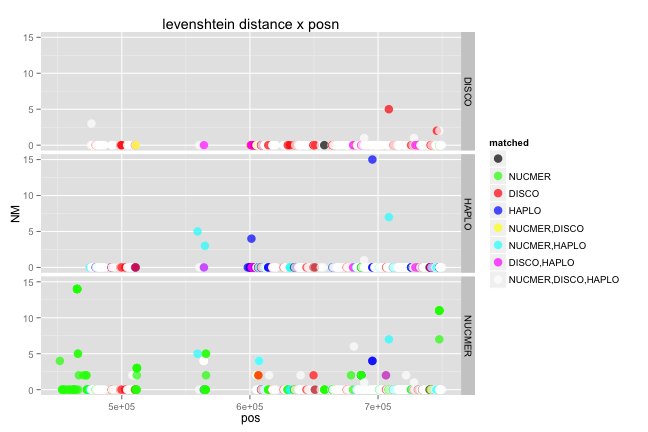 levenshtein distance x posn
15
10
5
0
DISCO
15
10
5
0
HAPLO
15
10
5
0
NUCMER
NM
5e+05
6e+05
7e+05
pos
matched
NUCMER
DISCO
HAPLO
NUCMER,DISCO
NUCMER,HAPLO
DISCO,HAPLO
NUCMER,DISCO,HAPLO